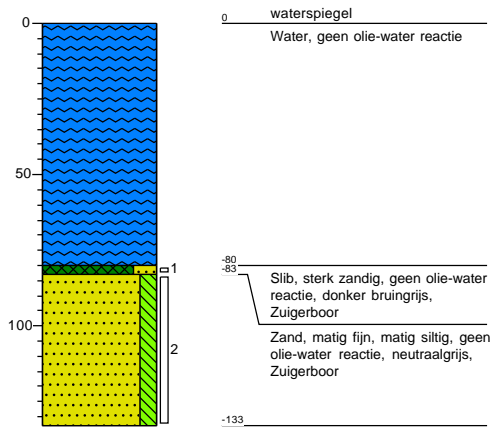 0
50
100
1
2
0
waterspiegel
Water, geen olie-water reactie
-80
-83
Slib, sterk zandig, geen olie-water
reactie, donker bruingrijs,
Zuigerboor
Zand, matig fijn, matig siltig, geen
olie-water reactie, neutraalgrijs,
Zuigerboor
-133